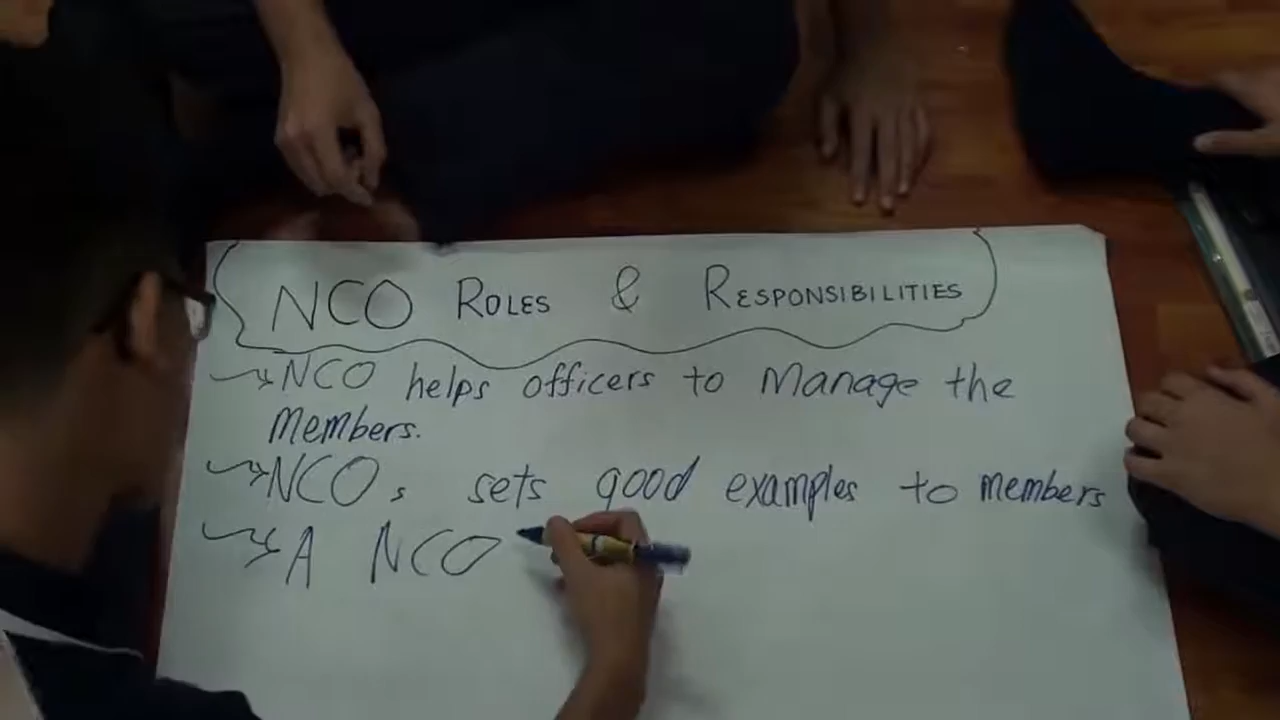 NCO ROLES & RESPONSIBILITIES
NCO helps officers to manage the
members.
NCOs sets good examples to members
A NCO